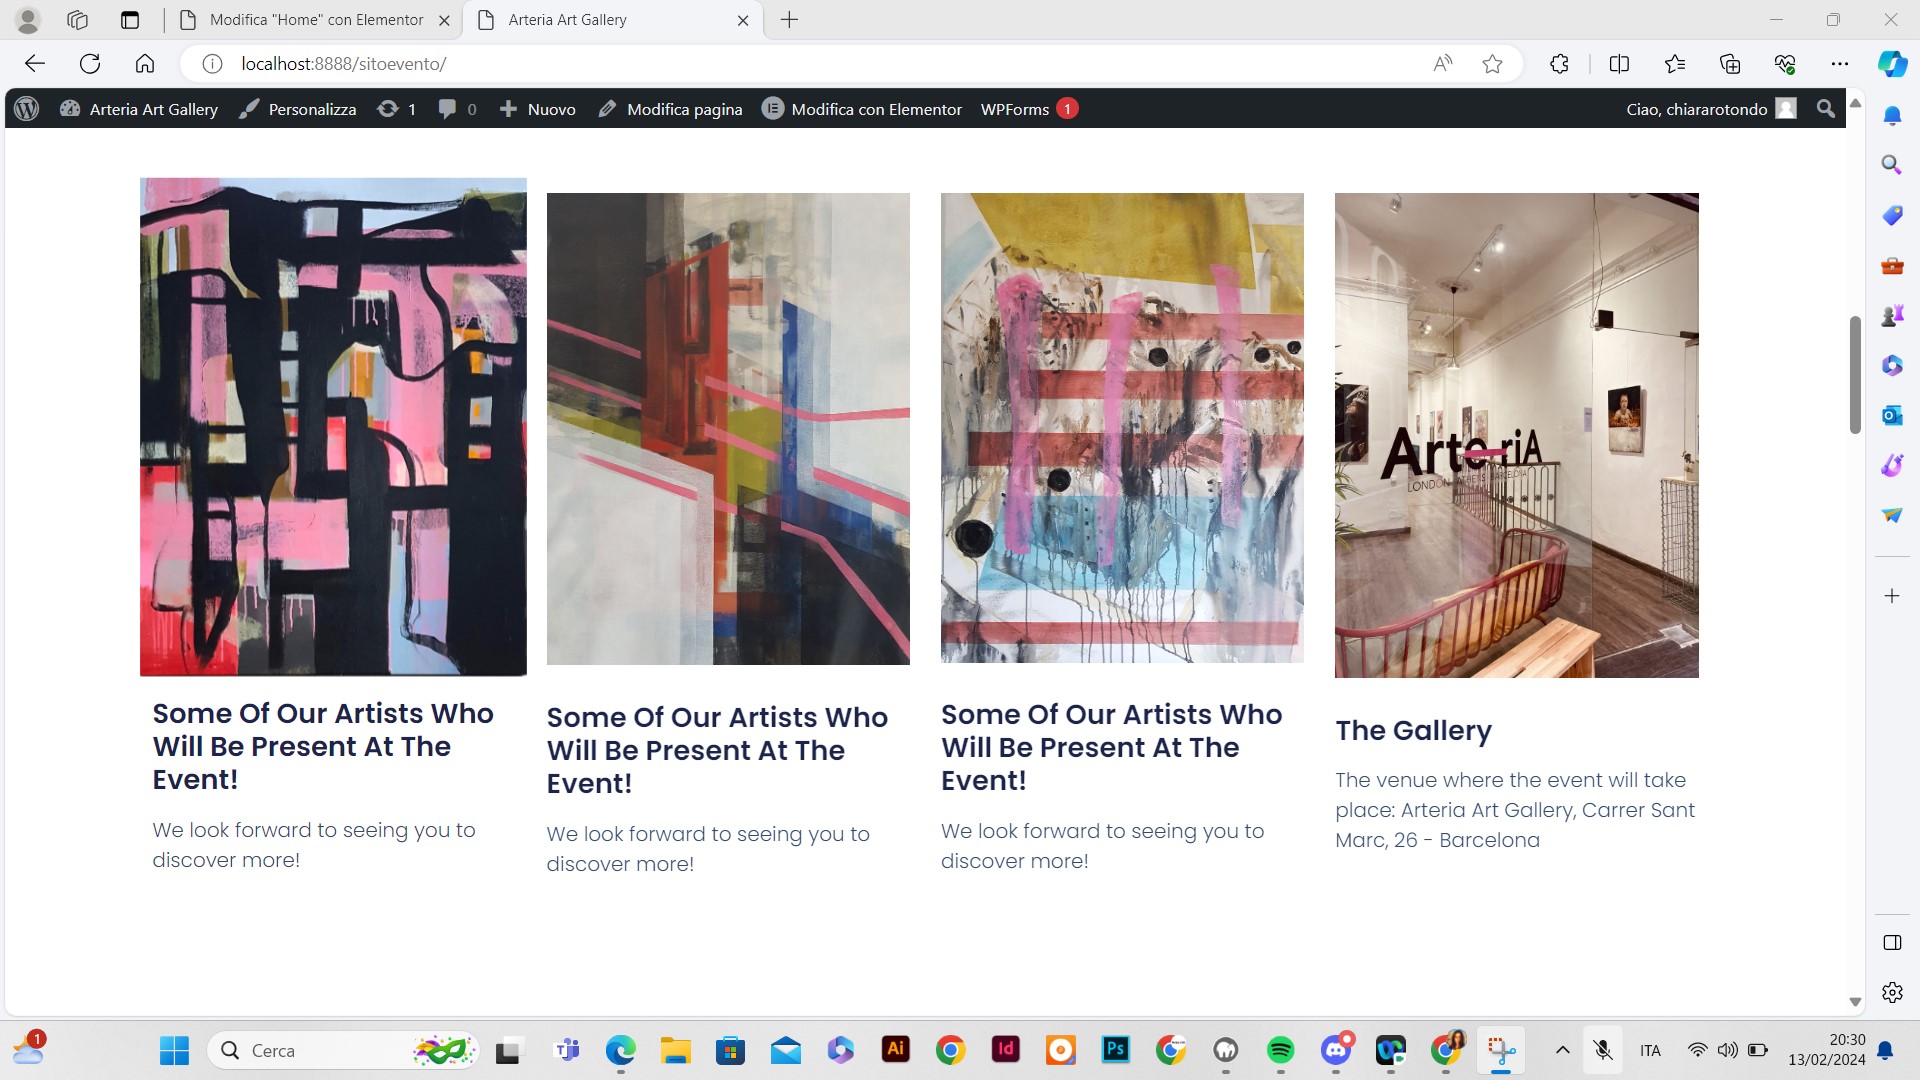 Modifica "Home" con Elementor
Arteria Art Gallery
localhost:8888/sitoevento/
Arteria Art Gallery
Personalizza
1
0
Nuovo
Modifica pagina
Modifica con Elementor
WPForms 1
Ciao, chiararotondo
ArteriA
LONDON ATHENS BARCELONA
Some Of Our Artists Who
Will Be Present At The
Event!
We look forward to seeing you to
discover more!
Some Of Our Artists Who
Will Be Present At The
Event!
We look forward to seeing you to
discover more!
Some Of Our Artists Who
Will Be Present At The
Event!
We look forward to seeing you to
discover more!
The Gallery
The venue where the event will take
place: Arteria Art Gallery, Carrer Sant
Marc, 26 - Barcelona
1
Cerca
Ai
Id
Ps
ITA
20:30
13/02/2024